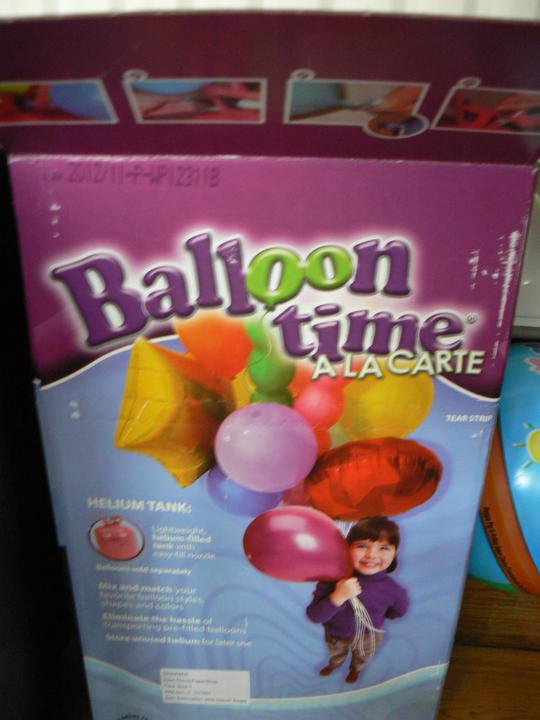 2012/11
Balloon
time®
A LA CARTE
TEAR STRIP
HELIUM TANK:
Lightweight,
helium-filled
tank with
easy-fill nozzle
Balloons sold separately
Mix and match your
favorite balloon styles,
shapes and colors
Eliminate the hassle of
transporting pre-filled balloons
Store unused helium for later use